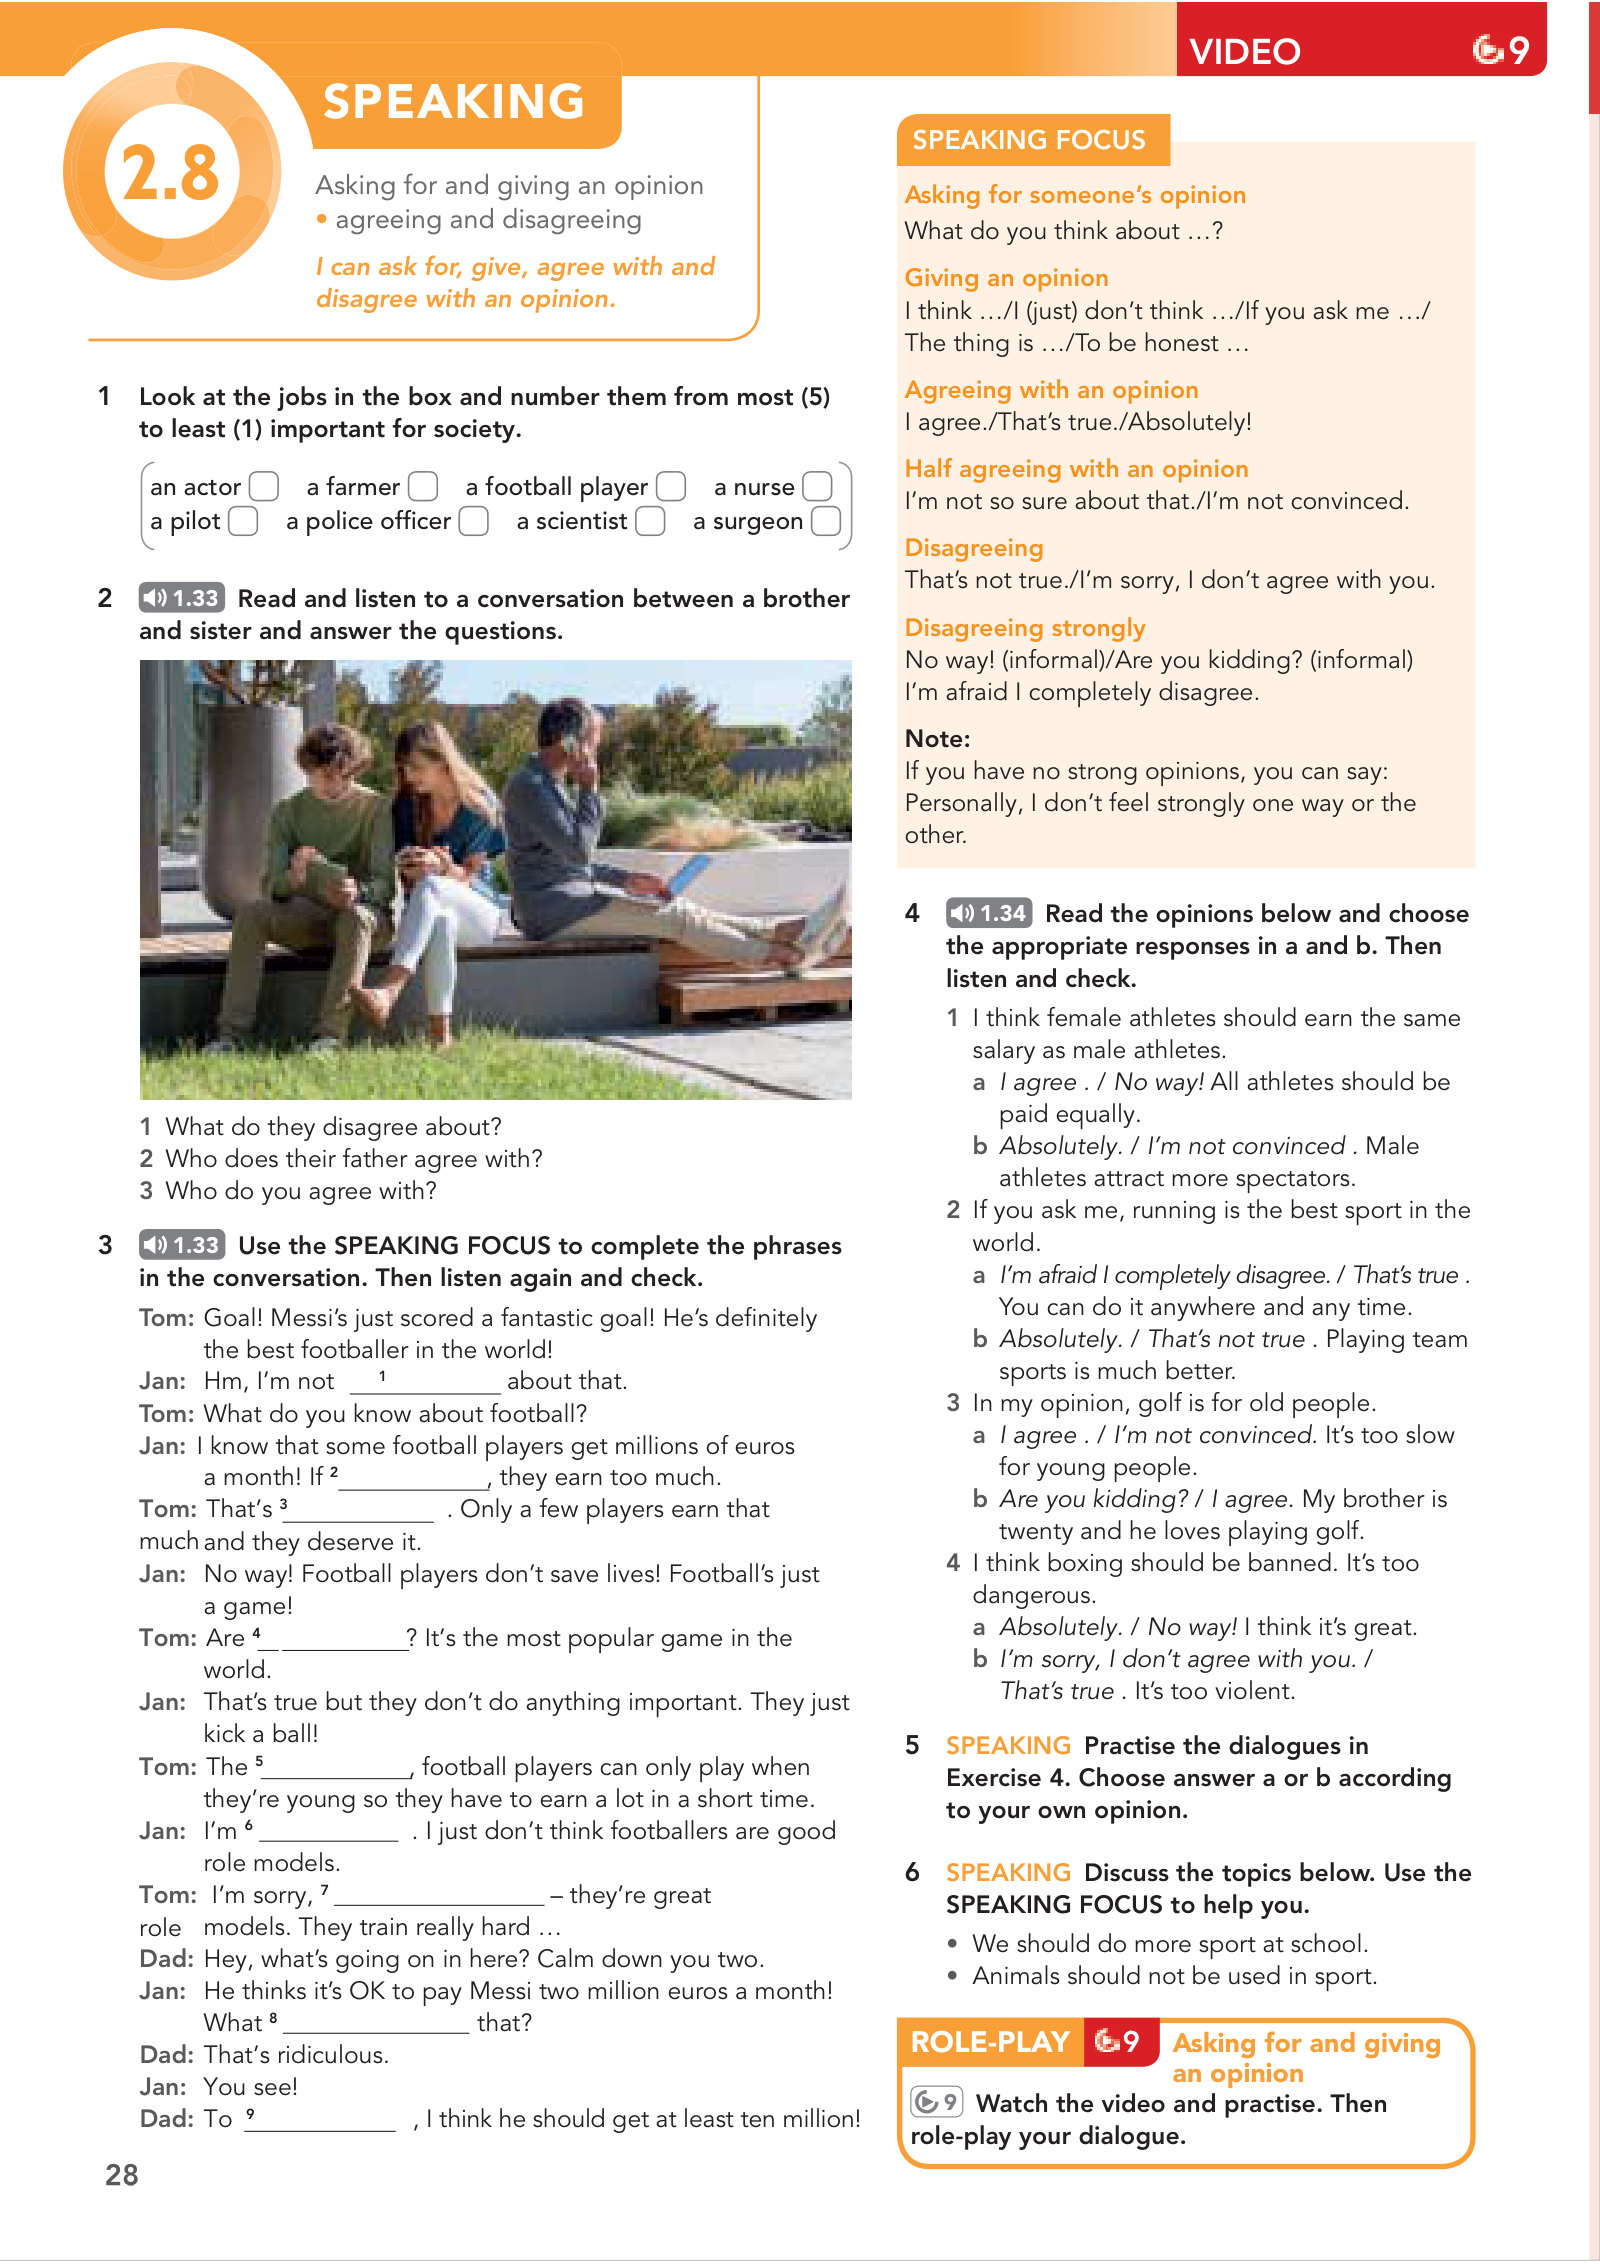 VIDEO 9
2.8
SPEAKING
Asking for and giving an opinion
• agreeing and disagreeing
I can ask for, give, agree with and
disagree with an opinion.
1 Look at the jobs in the box and number them from most (5)
to least (1) important for society.
an actor a farmer a football player a nurse
a pilot a police officer a scientist a surgeon
2 1.33 Read and listen to a conversation between a brother
and sister and answer the questions.
1 What do they disagree about?
2 Who does their father agree with?
3 Who do you agree with?
3 1.33 Use the SPEAKING FOCUS to complete the phrases
in the conversation. Then listen again and check.
Tom: Goal! Messi's just scored a fantastic goal! He's definitely
the best footballer in the world!
Jan: Hm, I'm not 1 ___________ about that.
Tom: What do you know about football?
Jan: I know that some football players get millions of euros
a month! If 2 ___________, they earn too much.
Tom: That's 3 ___________ . Only a few players earn that
much and they deserve it.
Jan: No way! Football players don't save lives! Football's just
a game!
Tom: Are 4 __ _________? It's the most popular game in the
world.
Jan: That's true but they don't do anything important. They just
kick a ball!
Tom: The 5 ___________, football players can only play when
they're young so they have to earn a lot in a short time.
Jan: I'm 6 __________ . I just don't think footballers are good
role models.
Tom: I'm sorry, 7 _______________ – they're great
role models. They train really hard …
Dad: Hey, what's going on in here? Calm down you two.
Jan: He thinks it's OK to pay Messi two million euros a month!
What 8 _____________ that?
Dad: That's ridiculous.
Jan: You see!
Dad: To 9 ___________ , I think he should get at least ten million!
28
SPEAKING FOCUS
Asking for someone's opinion
What do you think about …?
Giving an opinion
I think …/I (just) don't think …/If you ask me …/
The thing is …/To be honest …
Agreeing with an opinion
I agree./That's true./Absolutely!
Half agreeing with an opinion
I'm not so sure about that./I'm not convinced.
Disagreeing
That's not true./I'm sorry, I don't agree with you.
Disagreeing strongly
No way! (informal)/Are you kidding? (informal)
I'm afraid I completely disagree.
Note:
If you have no strong opinions, you can say:
Personally, I don't feel strongly one way or the
other.
4 1.34 Read the opinions below and choose
the appropriate responses in a and b. Then
listen and check.
1 I think female athletes should earn the same
salary as male athletes.
a I agree . / No way! All athletes should be
paid equally.
b Absolutely. / I'm not convinced . Male
athletes attract more spectators.
2 If you ask me, running is the best sport in the
world.
a I'm afraid I completely disagree. / That's true .
You can do it anywhere and any time.
b Absolutely. / That's not true . Playing team
sports is much better.
3 In my opinion, golf is for old people.
a I agree . / I'm not convinced. It's too slow
for young people.
b Are you kidding? / I agree. My brother is
twenty and he loves playing golf.
4 I think boxing should be banned. It's too
dangerous.
a Absolutely. / No way! I think it's great.
b I'm sorry, I don't agree with you. /
That's true . It's too violent.
5 SPEAKING Practise the dialogues in
Exercise 4. Choose answer a or b according
to your own opinion.
6 SPEAKING Discuss the topics below. Use the
SPEAKING FOCUS to help you.
• We should do more sport at school.
• Animals should not be used in sport.
ROLE-PLAY 9 Asking for and giving
an opinion
9 Watch the video and practise. Then
role-play your dialogue.